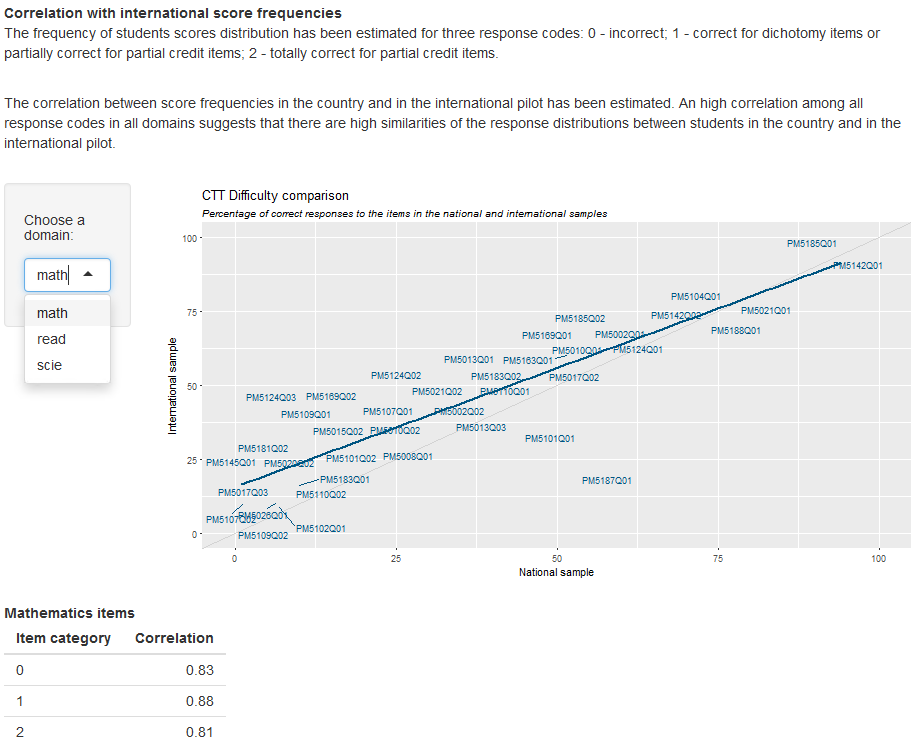 Correlation with international score frequencies
The frequency of students scores distribution has been estimated for three response codes: 0 - incorrect; 1 - correct for dichotomy items or
partially correct for partial credit items; 2 - totally correct for partial credit items.
The correlation between score frequencies in the country and in the international pilot has been estimated. An high correlation among all
response codes in all domains suggests that there are high similarities of the response distributions between students in the country and in the
international pilot.
Choose a
domain:
math
math
read
scie
CTT Difficulty comparison
Percentage of correct responses to the items in the national and international samples
International sample
100
75
50
25
0
PM5185Q01
PM5142Q01
PM5104Q01
PM5021Q01
PM5185Q02
PM5142Q02
PM5188Q01
PM5169Q01
PM5002Q01
PM5010Q01
PM5124Q01
PM5013Q01
PM5163Q01
PM5124Q02
PM5183Q02
PM5017Q02
PM5021Q02
PM5110Q01
PM5124Q03
PM5169Q02
PM5109Q01
PM5107Q01
PM5002Q02
PM5015Q02
PM5010Q02
PM5013Q03
PM5101Q01
PM5181Q02
PM5145Q01
PM5020Q02
PM5101Q02
PM5008Q01
PM5183Q01
PM5187Q01
PM5017Q03
PM5110Q02
PM5107Q02
PM5026Q01
PM5102Q01
PM5109Q02
0
25
50
75
100
National sample
Mathematics items
Item category Correlation
0 0.83
1 0.88
2 0.81